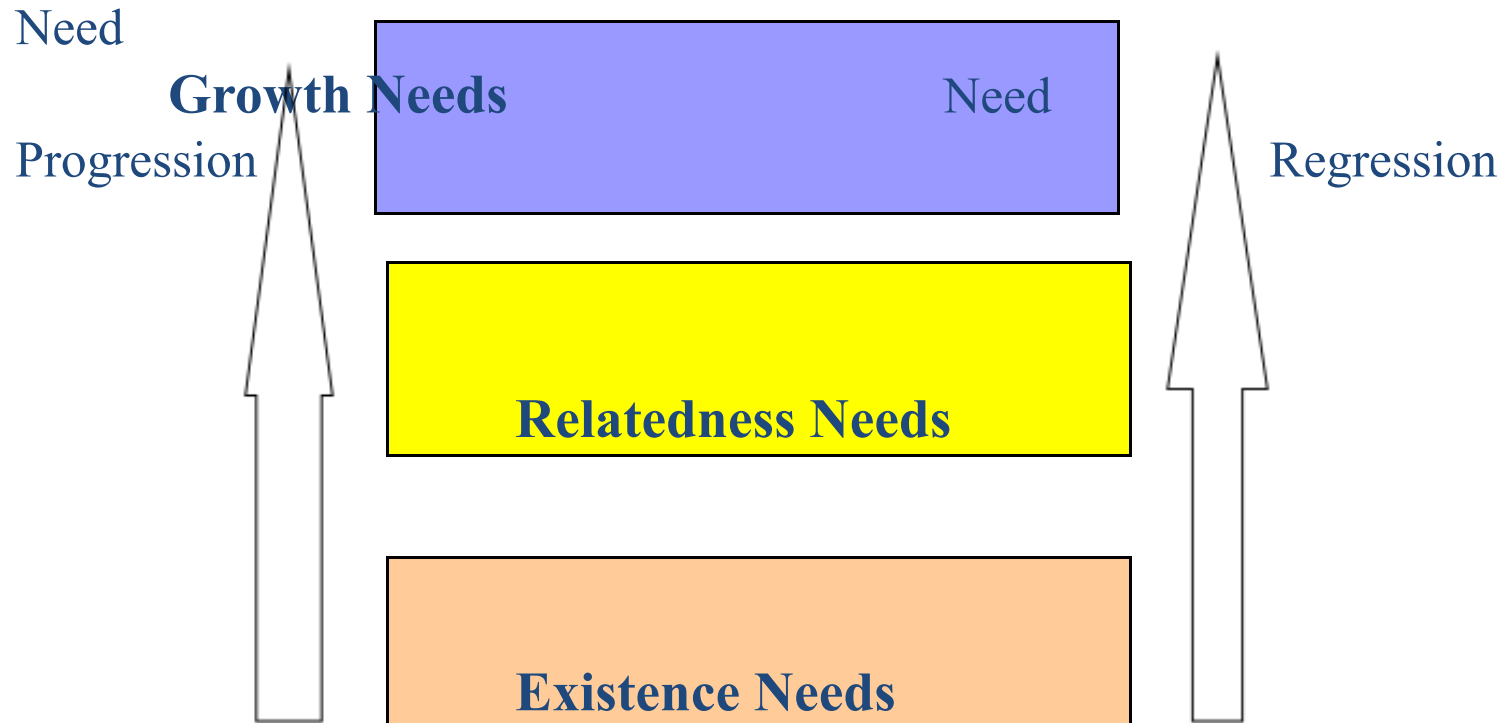 Need
Growth Needs Need
Progression Regression
Relatedness Needs
Existence Needs